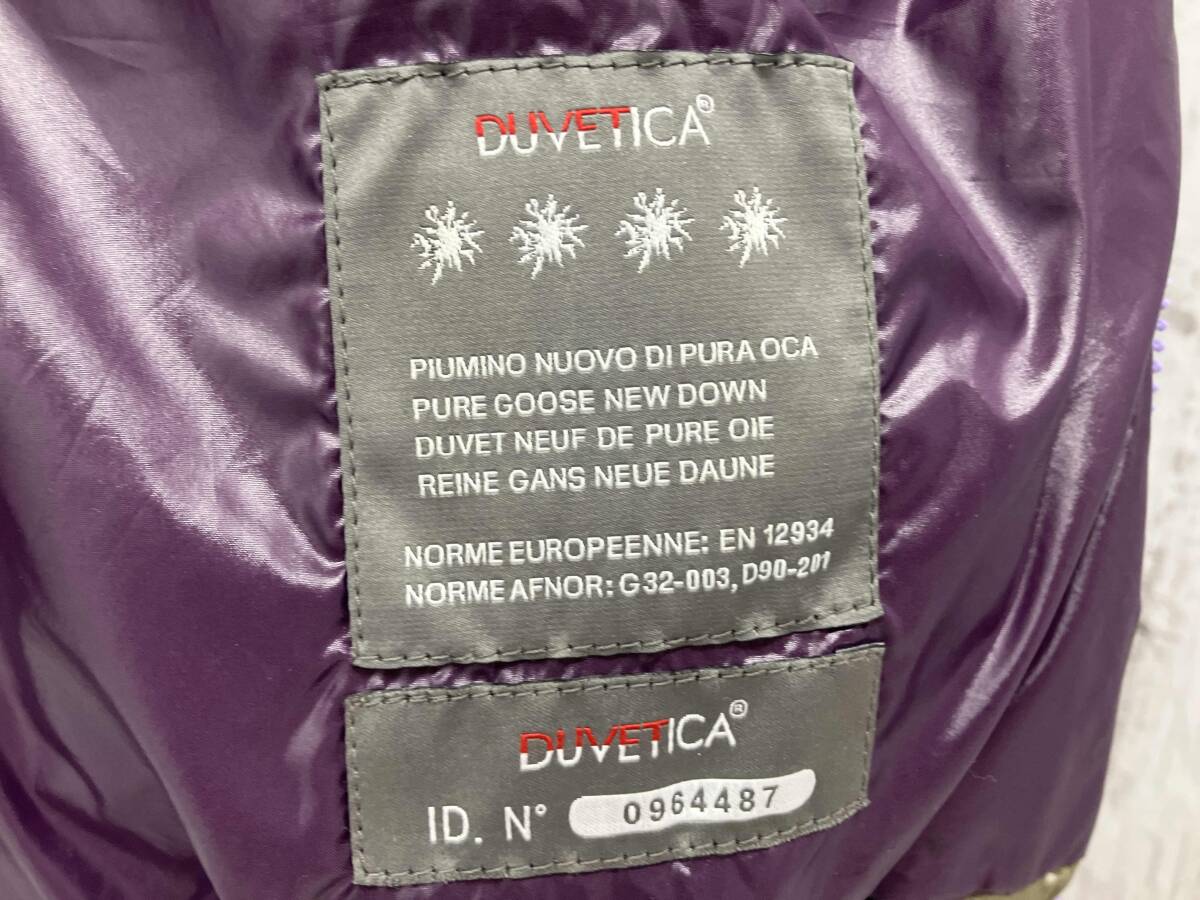 DUVETICA®
PIUMINO NUOVO DI PURA OCA
PURE GOOSE NEW DOWN
DUVET NEUF DE PURE OIE
REINE GANS NEUE DAUNE
NORME EUROPEENNE: EN 12934
NORME AFNOR: G32-003, D90-201
DUVETICA®
ID. N° 0964487